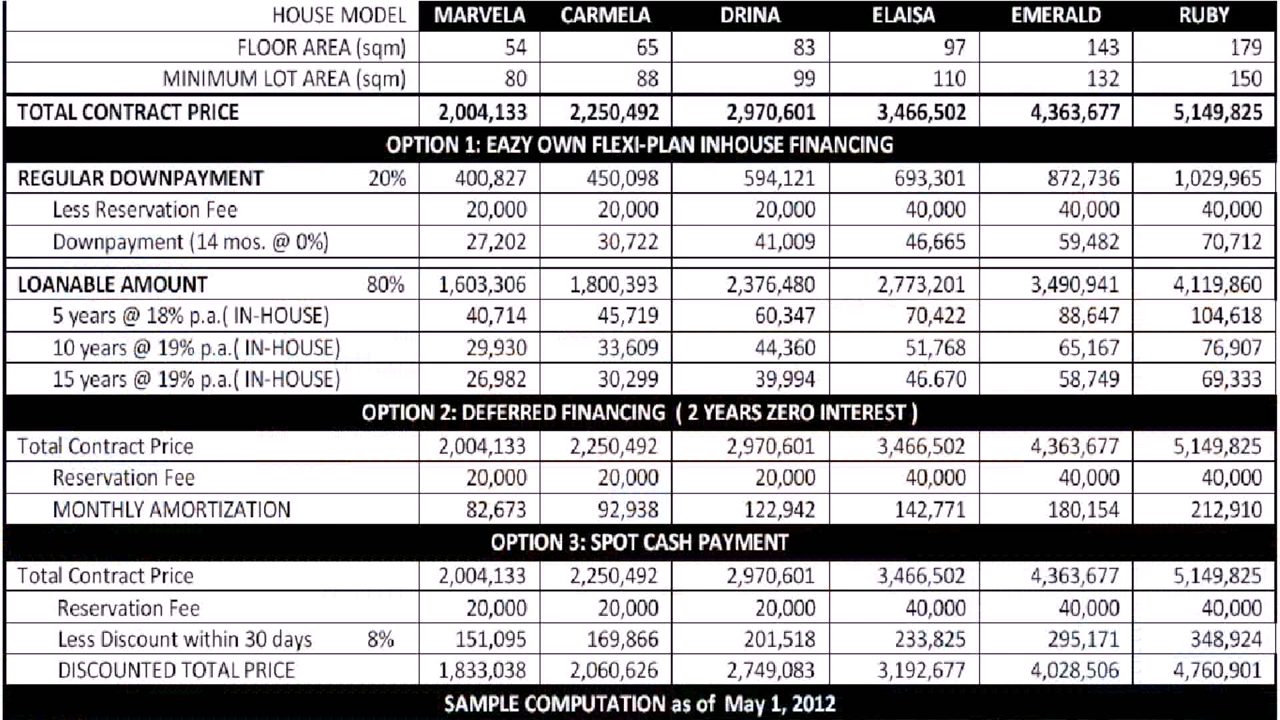 HOUSE MODEL MARVELA CARMELA DRINA ELAISA EMERALD RUBY
FLOOR AREA (sqm) 54 65 83 97 143 179
MINIMUM LOT AREA (sqm) 80 88 99 110 132 150
TOTAL CONTRACT PRICE 2,004,133 2,250,492 2,970,601 3,466,502 4,363,677 5,149,825
OPTION 1: EAZY OWN FLEXI-PLAN INHOUSE FINANCING
REGULAR DOWNPAYMENT 20% 400,827 450,098 594,121 693,301 872,736 1,029,965
Less Reservation Fee 20,000 20,000 20,000 40,000 40,000 40,000
Downpayment (14 mos. @ 0%) 27,202 30,722 41,009 46,665 59,482 70,712
LOANABLE AMOUNT 80% 1,603,306 1,800,393 2,376,480 2,773,201 3,490,941 4,119,860
5 years @ 18% p.a.( IN-HOUSE) 40,714 45,719 60,347 70,422 88,647 104,618
10 years @ 19% p.a.( IN-HOUSE) 29,930 33,609 44,360 51,768 65,167 76,907
15 years @ 19% p.a.( IN-HOUSE) 26,982 30,299 39,994 46.670 58,749 69,333
OPTION 2: DEFERRED FINANCING ( 2 YEARS ZERO INTEREST )
Total Contract Price 2,004,133 2,250,492 2,970,601 3,466,502 4,363,677 5,149,825
Reservation Fee 20,000 20,000 20,000 40,000 40,000 40,000
MONTHLY AMORTIZATION 82,673 92,938 122,942 142,771 180,154 212,910
OPTION 3: SPOT CASH PAYMENT
Total Contract Price 2,004,133 2,250,492 2,970,601 3,466,502 4,363,677 5,149,825
Reservation Fee 20,000 20,000 20,000 40,000 40,000 40,000
Less Discount within 30 days 8% 151,095 169,866 201,518 233,825 295,171 348,924
DISCOUNTED TOTAL PRICE 1,833,038 2,060,626 2,749,083 3,192,677 4,028,506 4,760,901
SAMPLE COMPUTATION as of May 1, 2012